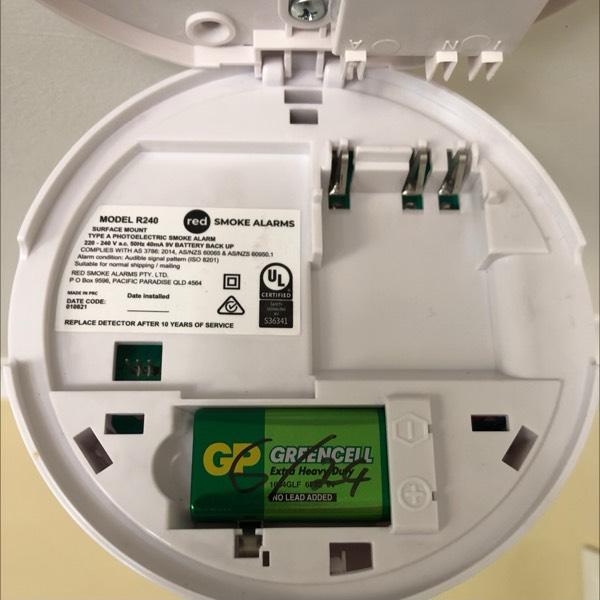 A
N
MODEL R240
red SMOKE ALARMS
SURFACE MOUNT
TYPE A PHOTOELECTRIC SMOKE ALARM
220 - 240 V a.c. 50Hz 40mA 9V BATTERY BACK UP
COMPLIES WITH AS 3786: 2014, AS/NZS 60065 & AS/NZS 60950.1
Alarm condition: Audible signal pattern (ISO 8201)
Suitable for normal shipping / mailing
RED SMOKE ALARMS PTY. LTD.
P O Box 9596, PACIFIC PARADISE QLD 4564
MADE IN PRC
Date installed
DATE CODE:
010821
REPLACE DETECTOR AFTER 10 YEARS OF SERVICE
UL
CERTIFIED
SAFETY
S36341
GP GREENCELL
Extra Heavy Duty
NO LEAD ADDED
6/24